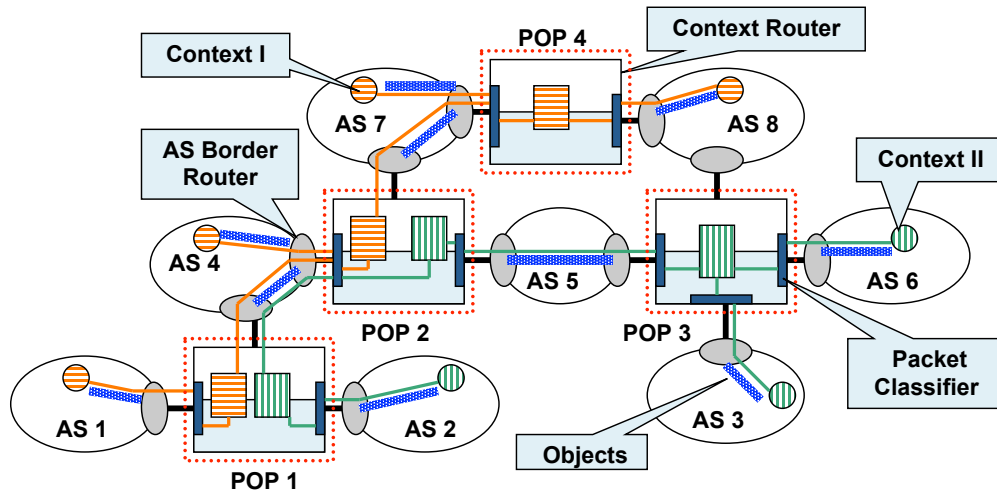 POP 4
Context Router
Context I
AS 7
AS 8
AS Border
Router
Context II
AS 4
AS 5
AS 6
POP 2
POP 3
Packet
Classifier
AS 1
AS 2
AS 3
Objects
POP 1